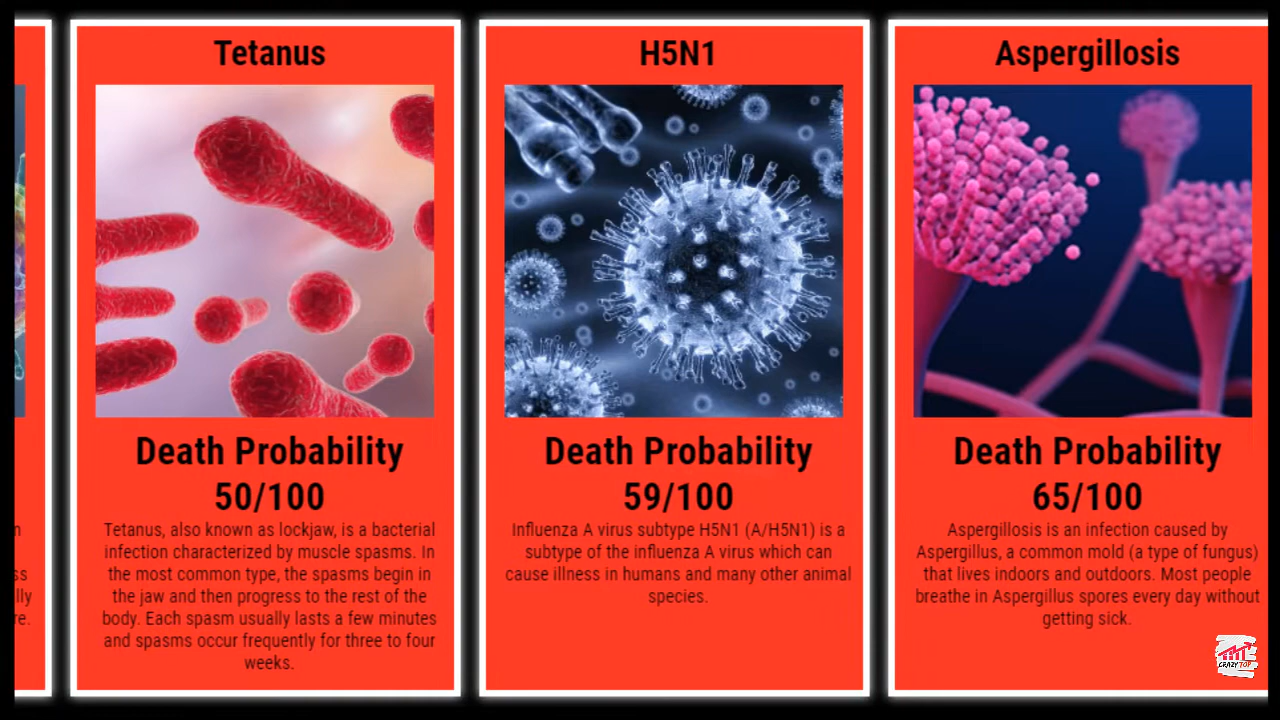 Tetanus
Death Probability
50/100
Tetanus, also known as lockjaw, is a bacterial
infection characterized by muscle spasms. In
the most common type, the spasms begin in
the jaw and then progress to the rest of the
body. Each spasm usually lasts a few minutes
and spasms occur frequently for three to four
weeks.
H5N1
Death Probability
59/100
Influenza A virus subtype H5N1 (A/H5N1) is a
subtype of the influenza A virus which can
cause illness in humans and many other animal
species.
Aspergillosis
Death Probability
65/100
Aspergillosis is an infection caused by
Aspergillus, a common mold (a type of fungus)
that lives indoors and outdoors. Most people
breathe in Aspergillus spores every day without
getting sick.
CRAZY TOP